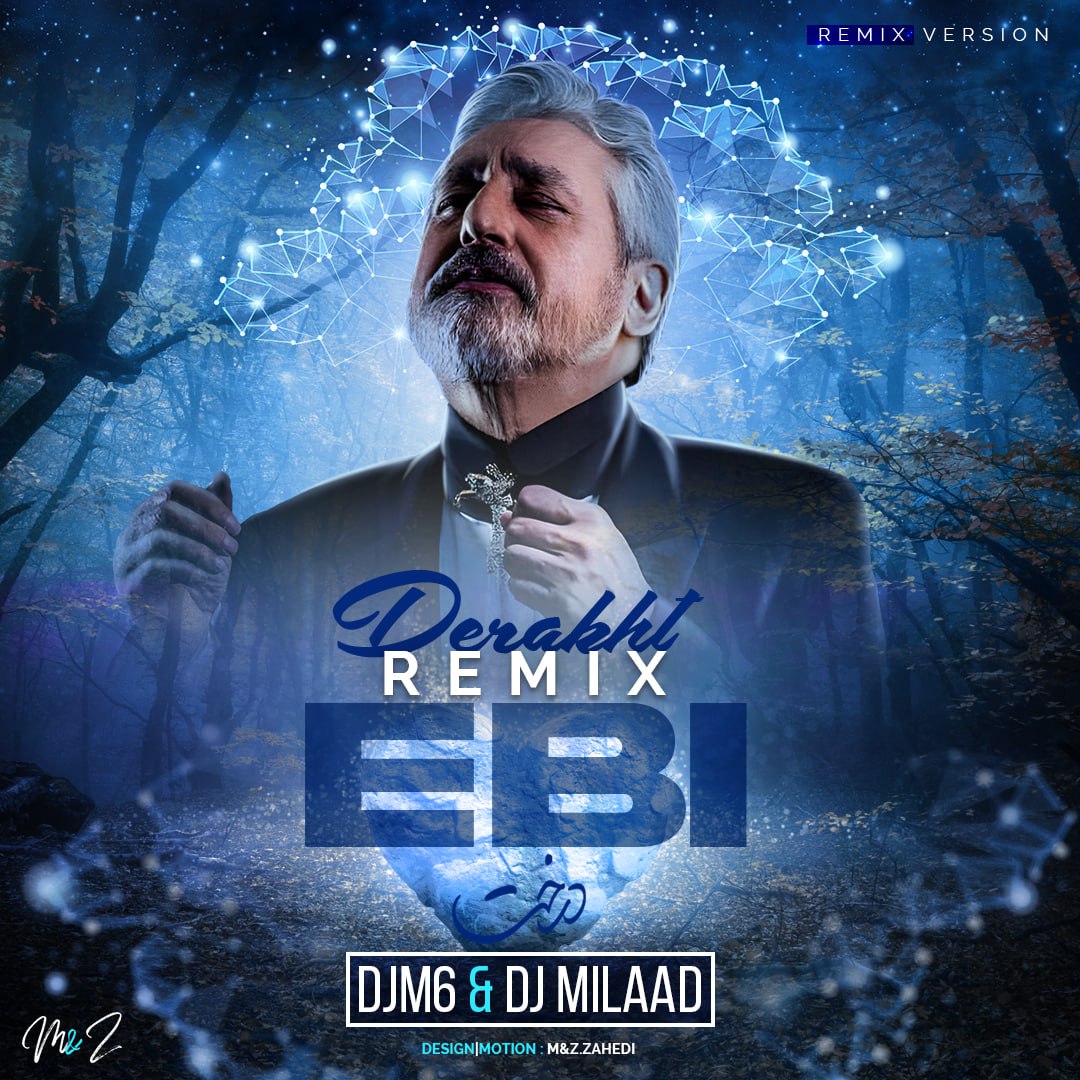 REMIX VERSION
Derakht
REMIX
EBI
درخت
DJM6 & DJ MILAAD
M&Z
DESIGN|MOTION : M&Z.ZAHEDI